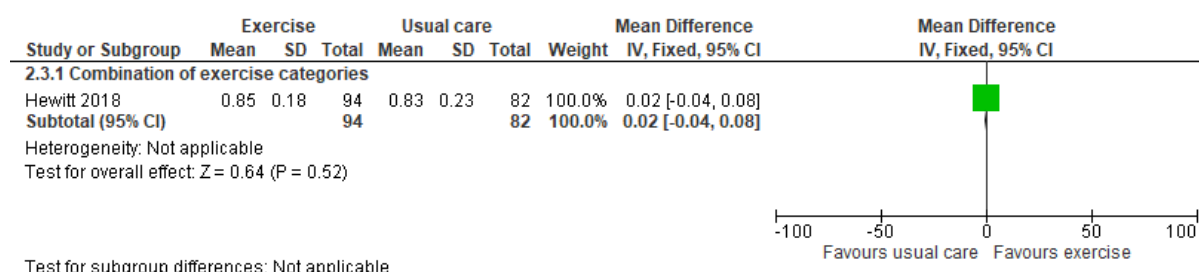 Exercise Usual care Mean Difference Mean Difference
Study or Subgroup Mean SD Total Mean SD Total Weight IV, Fixed, 95% CI IV, Fixed, 95% CI
2.3.1 Combination of exercise categories
Hewitt 2018 0.85 0.18 94 0.83 0.23 82 100.0% 0.02 [-0.04, 0.08]
Subtotal (95% CI) 94 82 100.0% 0.02 [-0.04, 0.08]
Heterogeneity: Not applicable
Test for overall effect: Z = 0.64 (P = 0.52)
-100 -50 0 50 100
Favours usual care Favours exercise
Test for subgroup differences: Not applicable